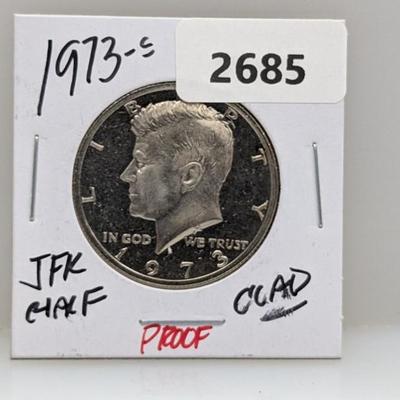 1973-S
2685
LIBERTY
IN GOD WE TRUST
1973
JFK
HALF
CLAD
PROOF